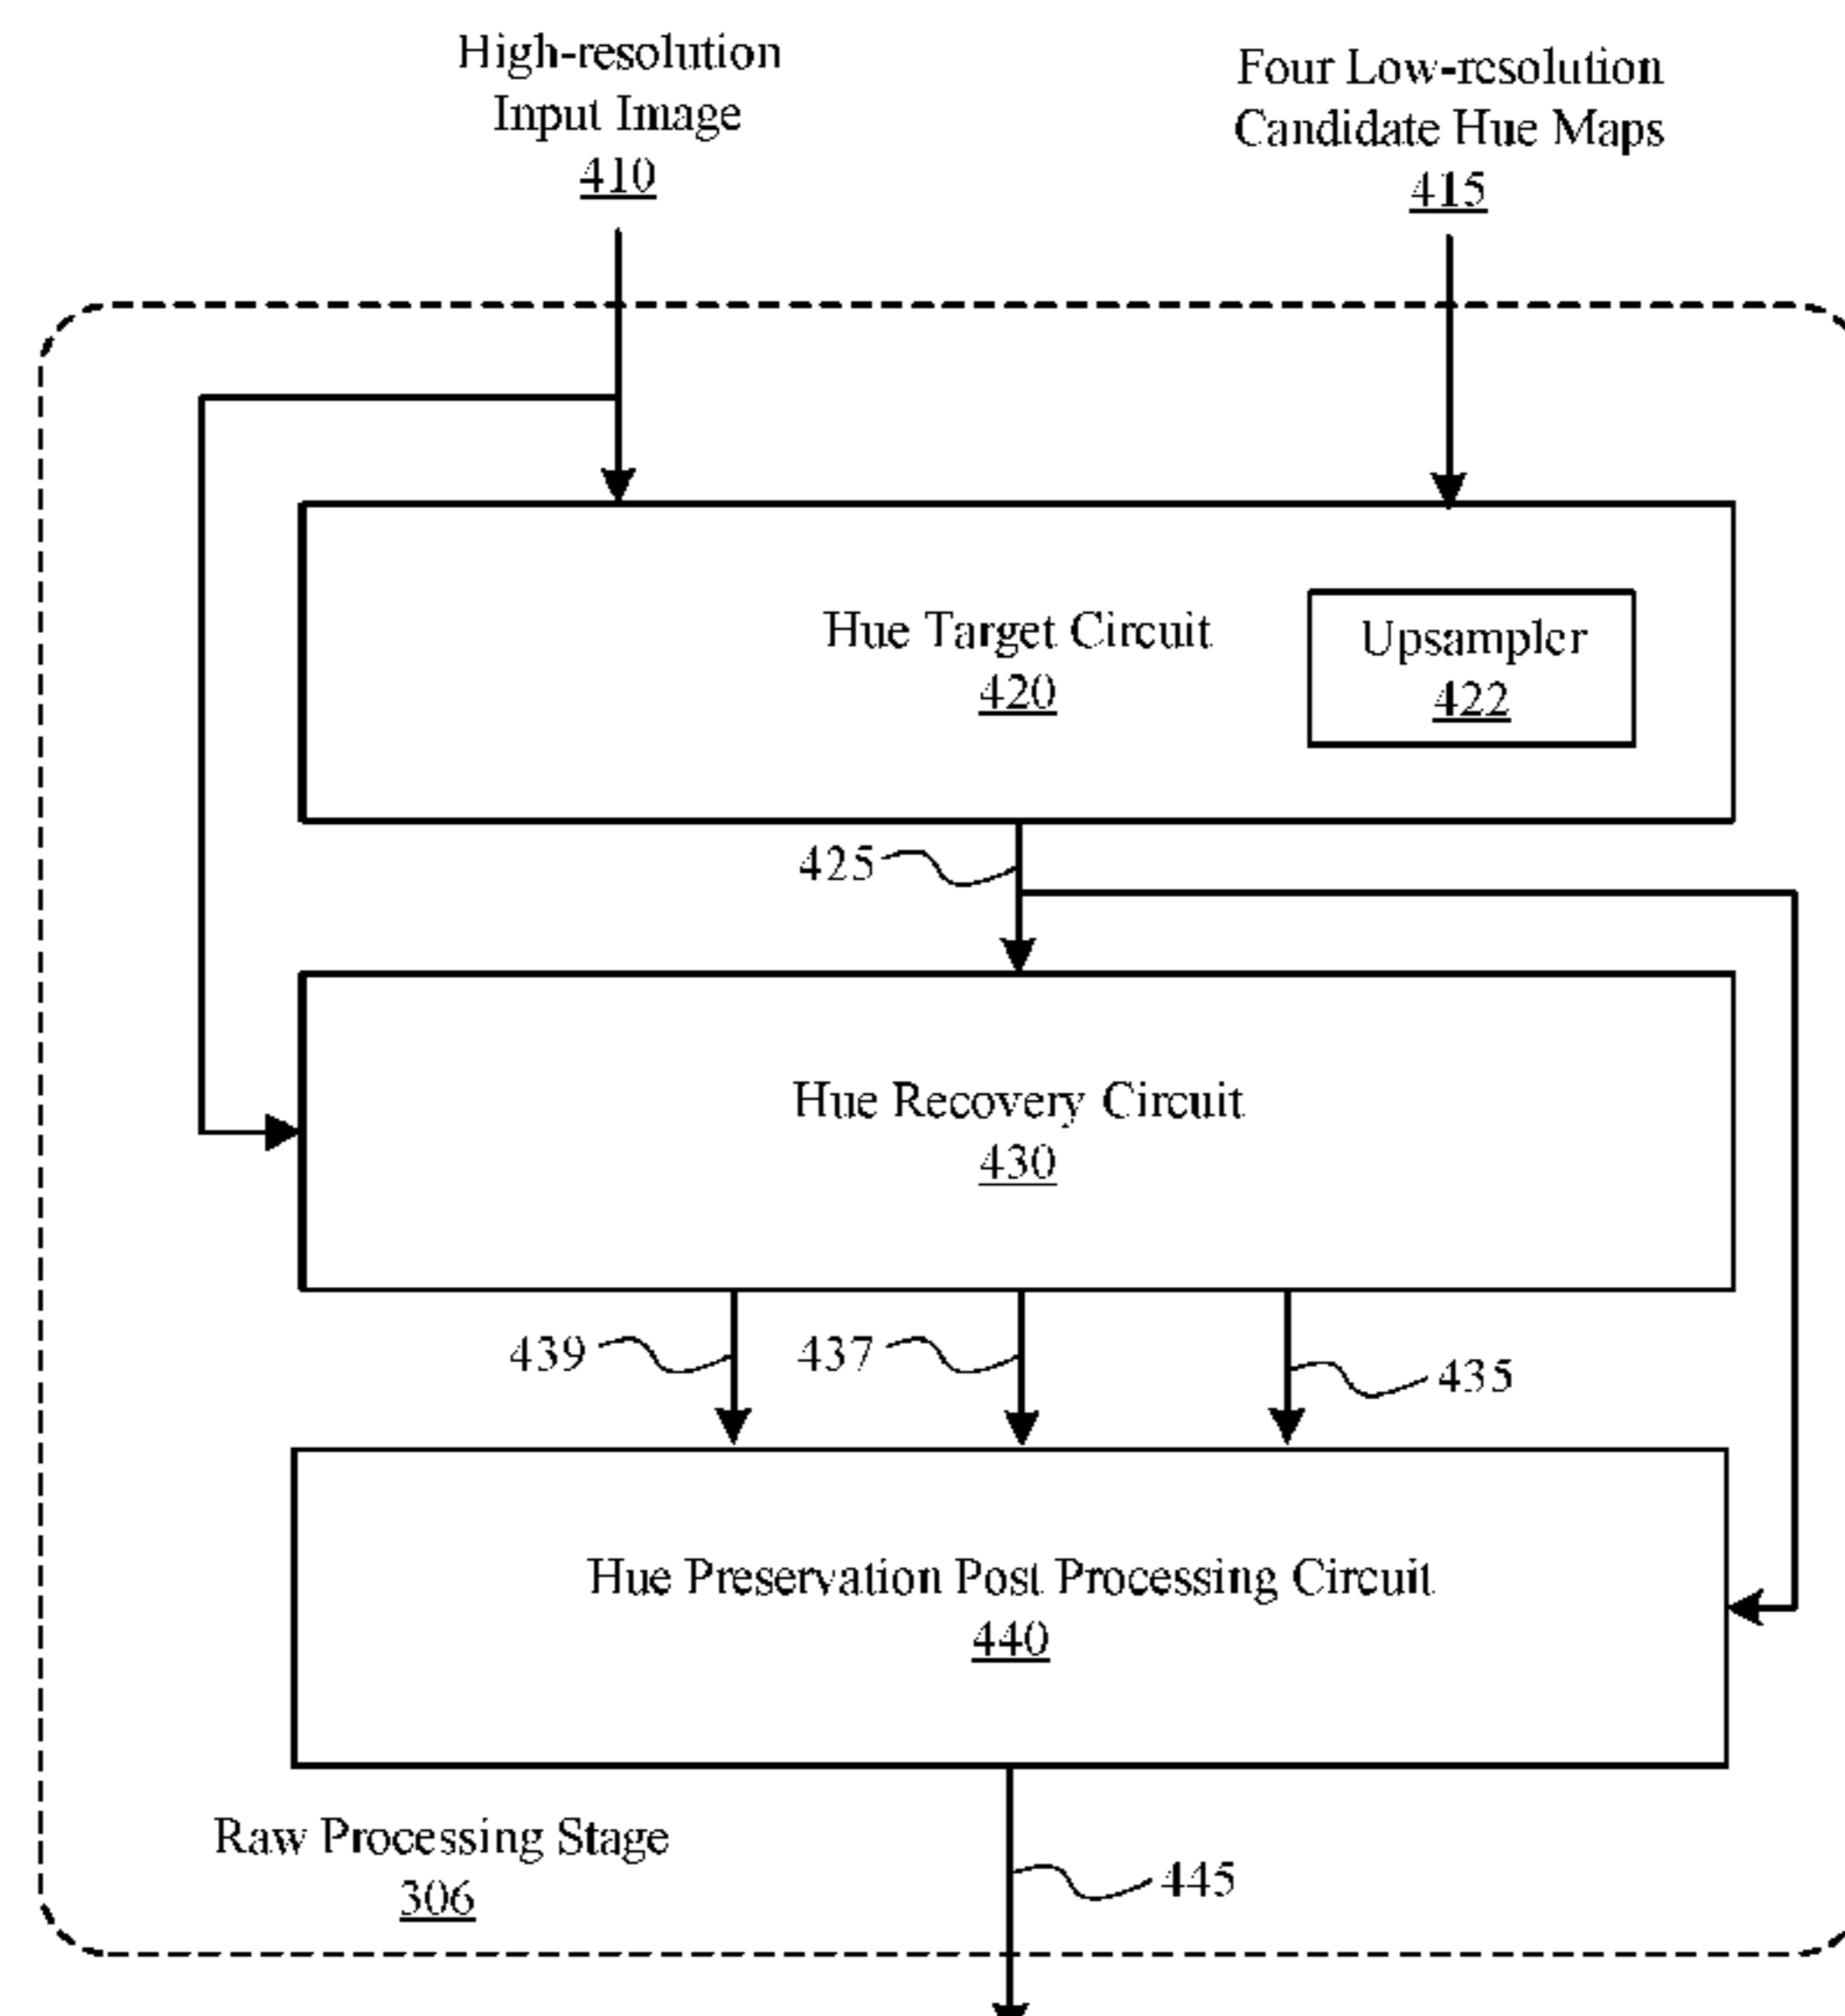 High-resolution
Input Image
410
Four Low-resolution
Candidate Hue Maps
415
Hue Target Circuit
420
Upsampler
422
425
Hue Recovery Circuit
430
439
437
435
Hue Preservation Post Processing Circuit
440
Raw Processing Stage
306
445